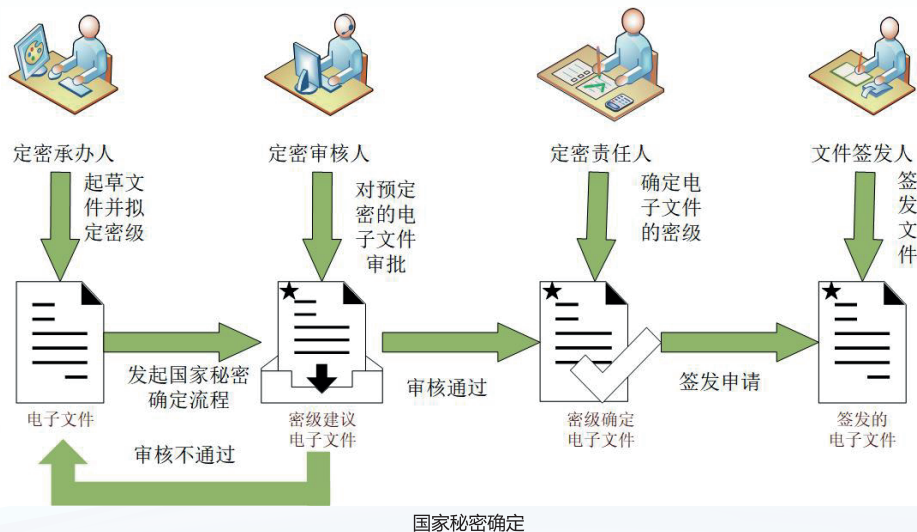 定密承办人
定密审核人
定密责任人
文件签发人
起草文
件并拟
定密级
对预定
密的电
子文件
审批
确定电
子文件
的密级
签
发
文
件
发起国家秘密
确定流程
审核通过
签发申请
电子文件
密级建议
电子文件
密级确定
电子文件
签发的
电子文件
审核不通过
国家秘密确定